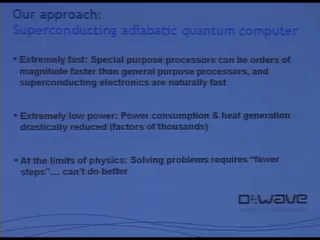 Our approach:
Superconducting adiabatic quantum computer
• Extremely fast: Special purpose processors can be orders of
magnitude faster than general purpose processors, and
superconducting electronics are naturally fast
• Extremely low power: Power consumption & heat generation
drastically reduced (factors of thousands)
• At the limits of physics: Solving problems requires "fewer
steps"... can't do better
D:wave